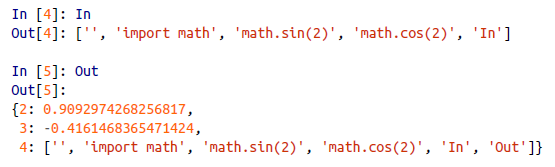 In [4]: In
Out[4]: ['', 'import math', 'math.sin(2)', 'math.cos(2)', 'In']
In [5]: Out
Out[5]:
{2: 0.9092974268256817,
 3: -0.4161468365471424,
 4: ['', 'import math', 'math.sin(2)', 'math.cos(2)', 'In', 'Out']}